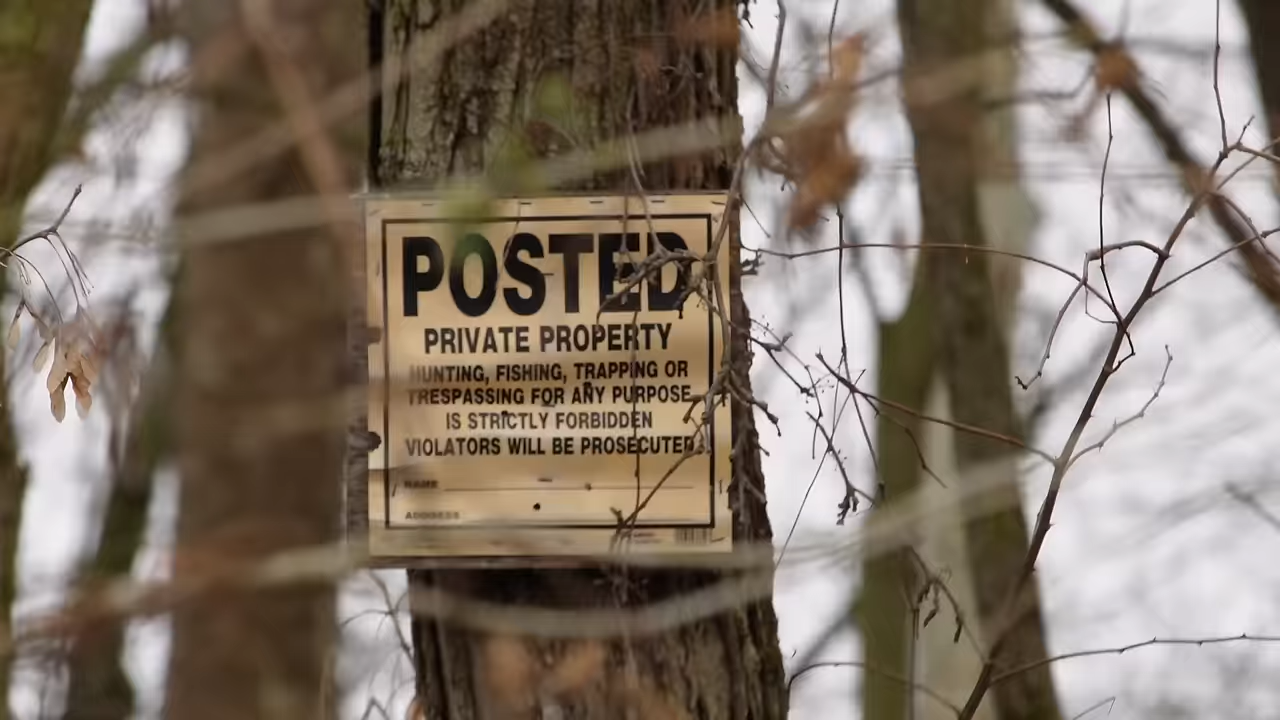 POSTED
PRIVATE PROPERTY
HUNTING, FISHING, TRAPPING OR
TRESPASSING FOR ANY PURPOSE
IS STRICTLY FORBIDDEN
VIOLATORS WILL BE PROSECUTED
NAME
ADDRESS